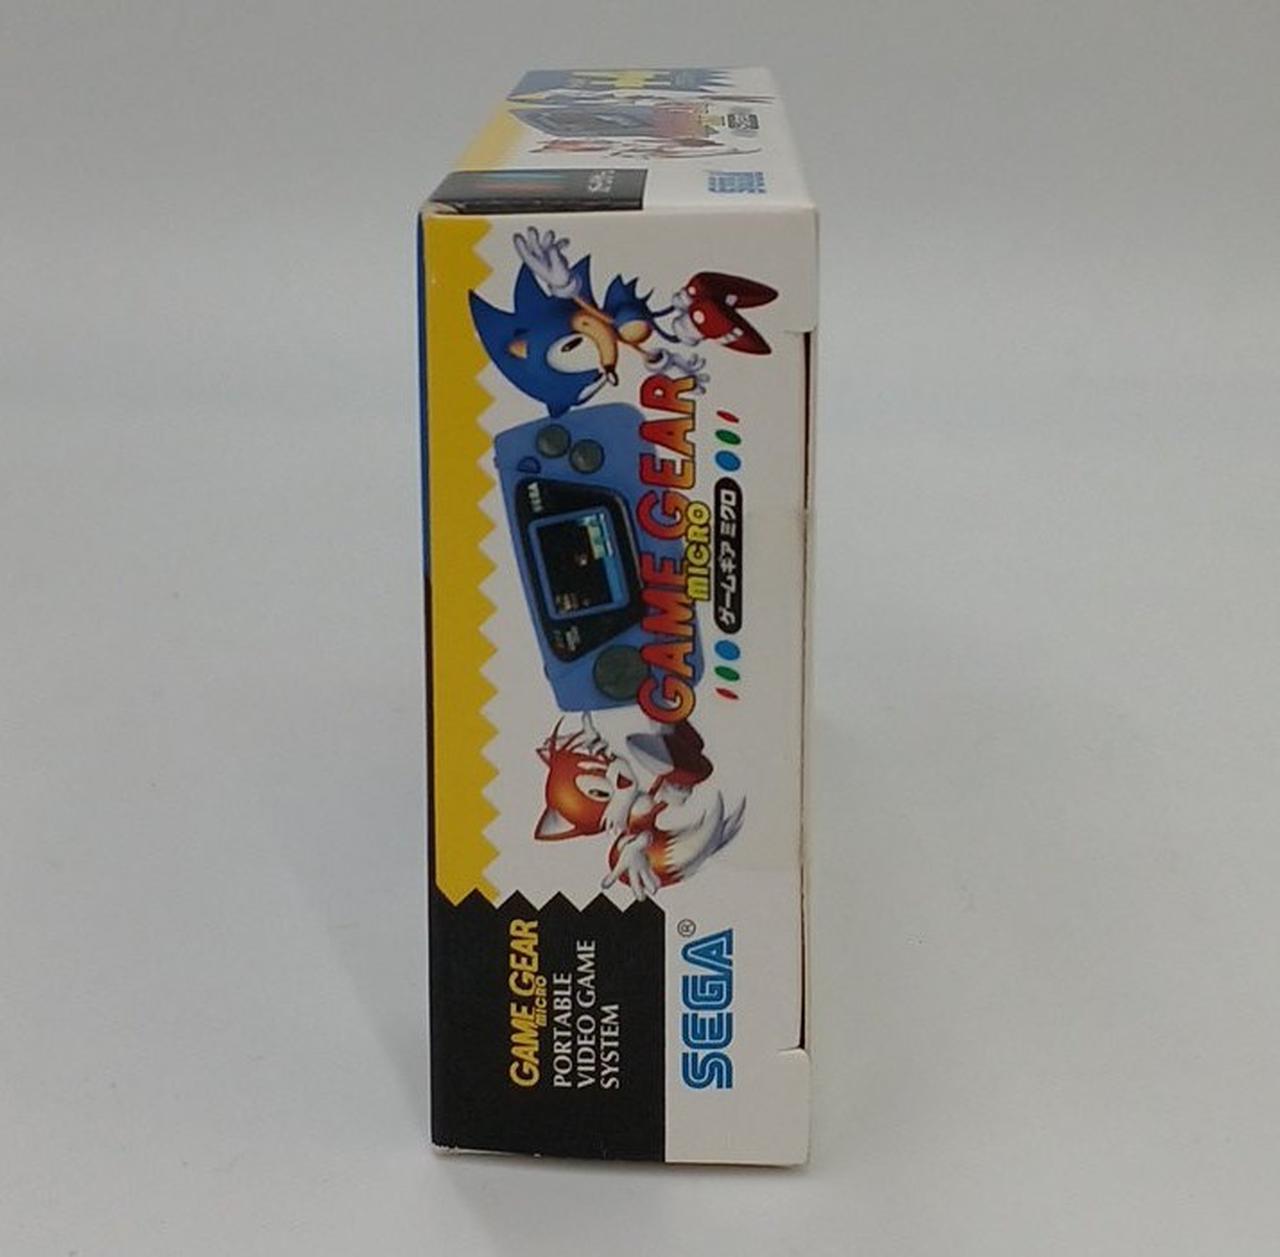 GAME GEAR
MICRO
ゲームギア ミクロ
GAME GEAR
MICRO
PORTABLE
VIDEO GAME
SYSTEM
SEGA®
SEGA